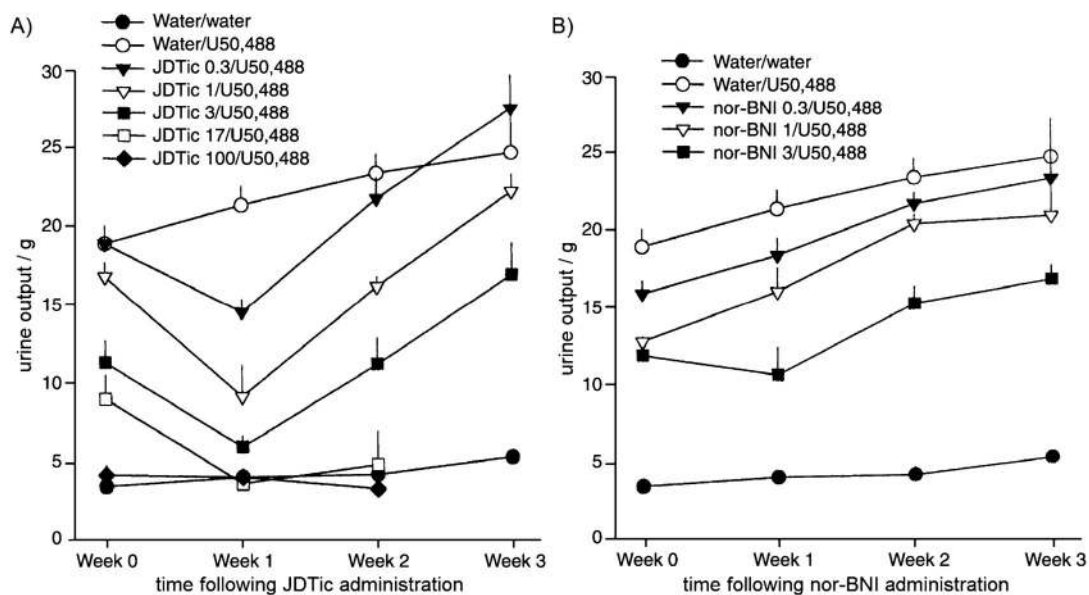 A)
Water/water
Water/U50,488
JDTic 0.3/U50,488
JDTic 1/U50,488
JDTic 3/U50,488
JDTic 17/U50,488
JDTic 100/U50,488
30
25
20
15
10
5
0
urine output / g
Week 0 Week 1 Week 2 Week 3
time following JDTic administration
B)
Water/water
Water/U50,488
nor-BNI 0.3/U50,488
nor-BNI 1/U50,488
nor-BNI 3/U50,488
30
25
20
15
10
5
0
urine output / g
Week 0 Week 1 Week 2 Week 3
time following nor-BNI administration